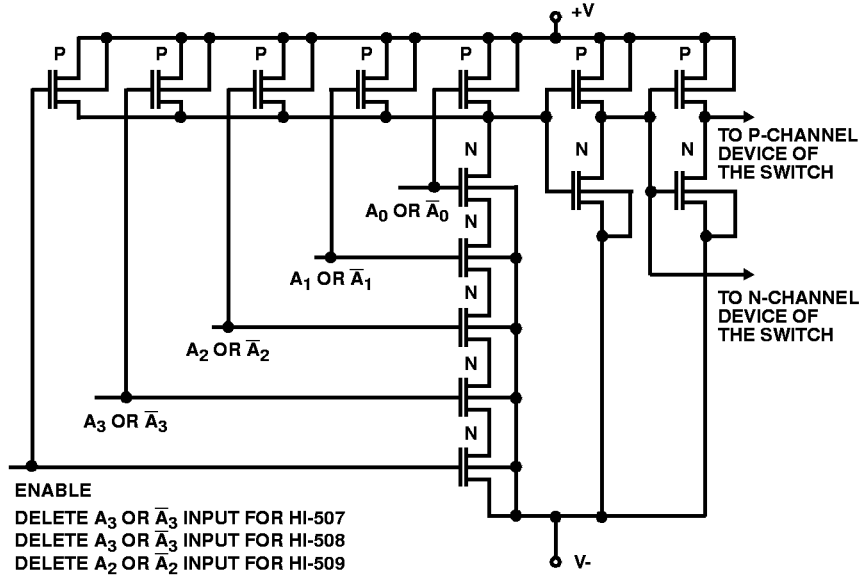 +V
P P P P P P P
TO P-CHANNEL
DEVICE OF
THE SWITCH
N N N
A₀ OR A̅₀
N
A₁ OR A̅₁
N
TO N-CHANNEL
DEVICE OF
THE SWITCH
A₂ OR A̅₂
N
A₃ OR A̅₃
N
ENABLE
DELETE A₃ OR A̅₃ INPUT FOR HI-507
DELETE A₃ OR A̅₃ INPUT FOR HI-508
DELETE A₂ OR A̅₂ INPUT FOR HI-509
V-